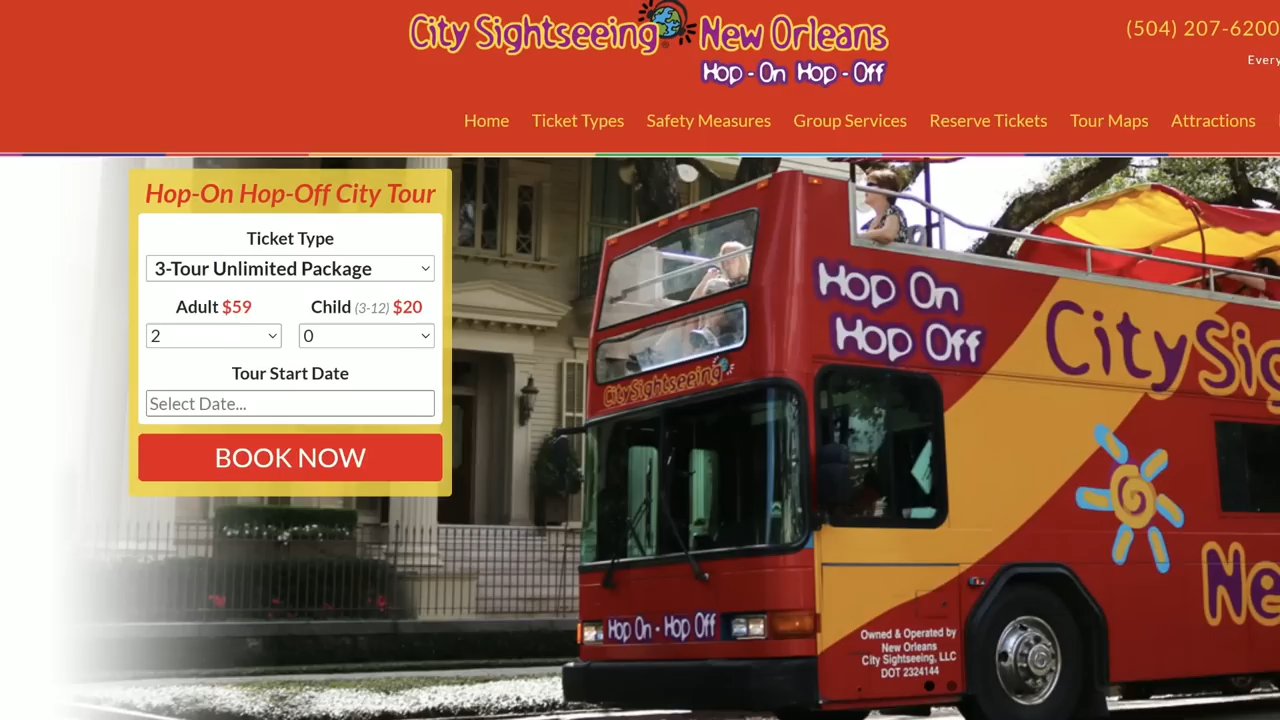 City Sightseeing New Orleans
Hop - On Hop - Off
(504) 207-6200
Every
Home Ticket Types Safety Measures Group Services Reserve Tickets Tour Maps Attractions
Hop-On Hop-Off City Tour
Ticket Type
3-Tour Unlimited Package
Adult $59 Child (3-12) $20
2 0
Tour Start Date
Select Date...
BOOK NOW
Hop On
Hop Off
CitySig
CitySightseeing
Ne
Hop On - Hop Off
Owned & Operated by
New Orleans
City Sightseeing, LLC
DOT 2324144